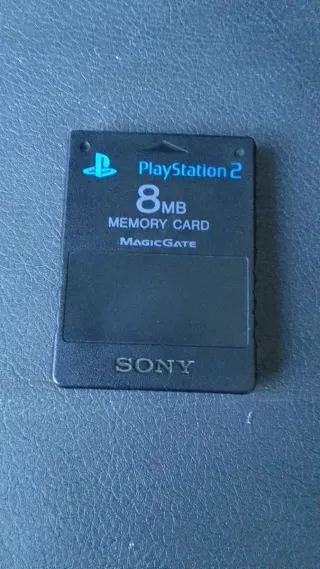 PlayStation 2
8MB
MEMORY CARD
MAGICGATE
SONY